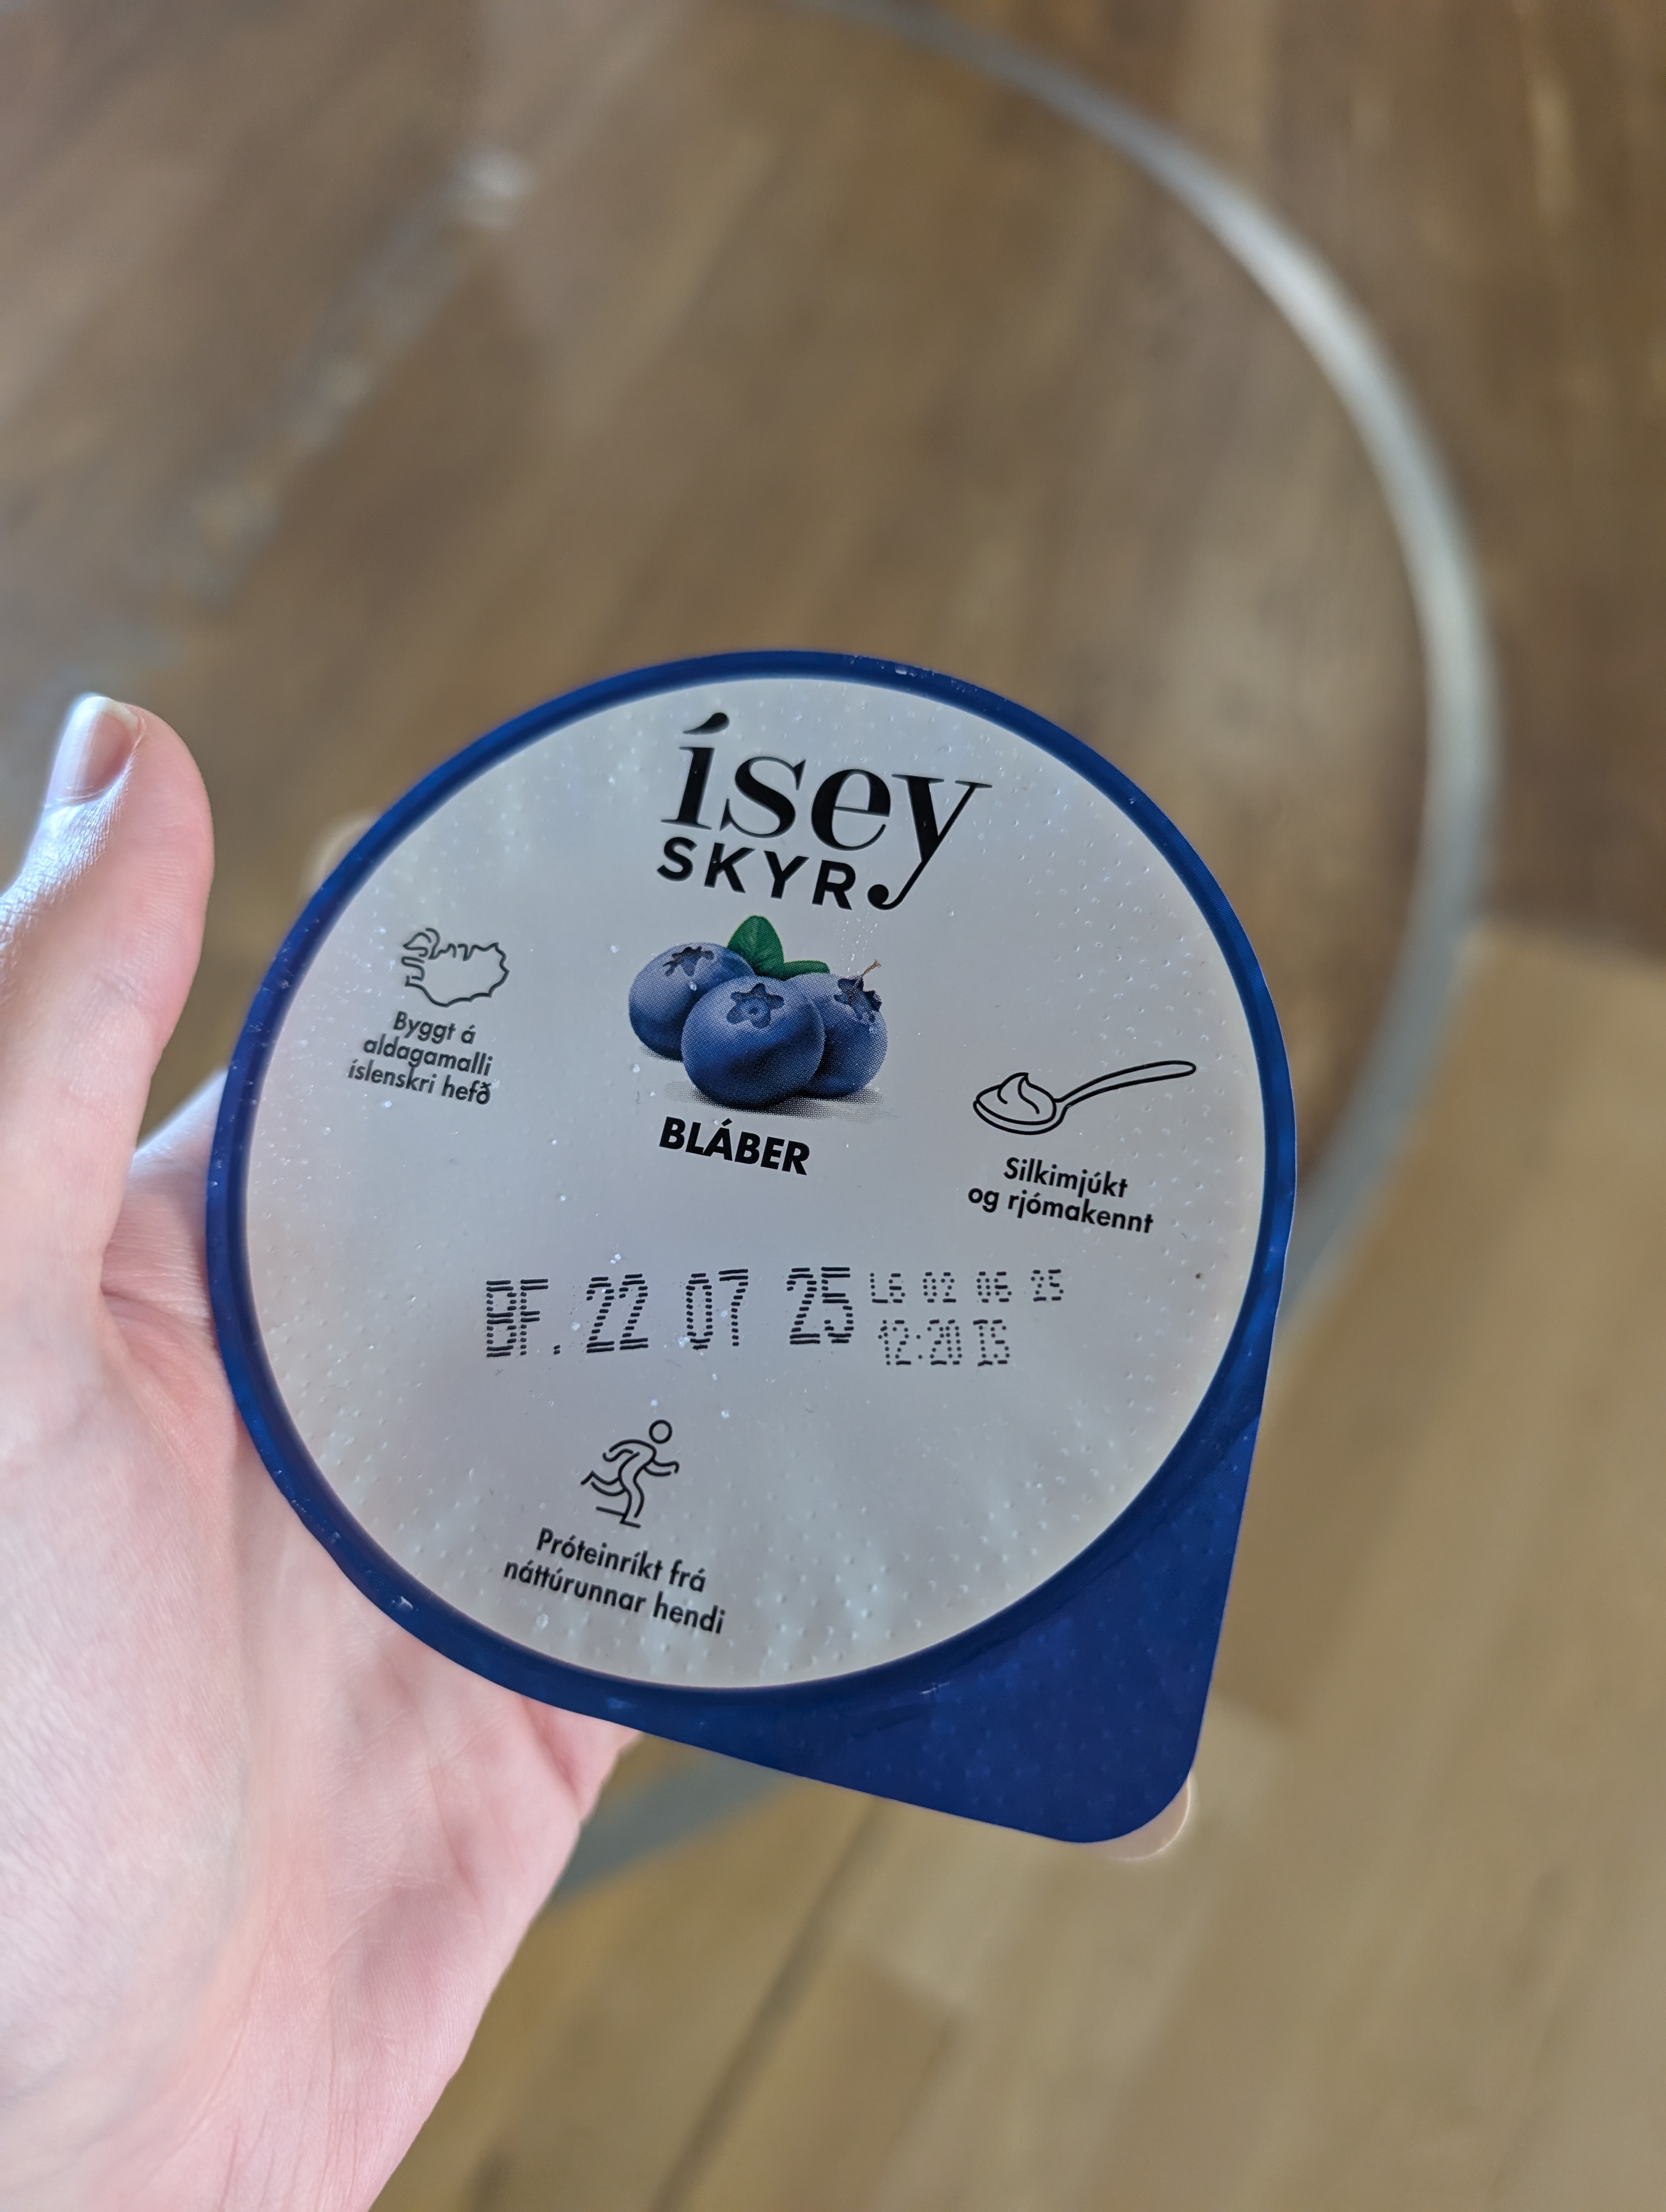 ísey
SKYR
Byggt á
aldagamalli
íslenskri hefð
BLÁBER
Silkimjúkt
og rjómakennt
BF. 22 07 25
L6 02 06 25
12:20 IS
Próteinríkt frá
náttúrunnar hendi